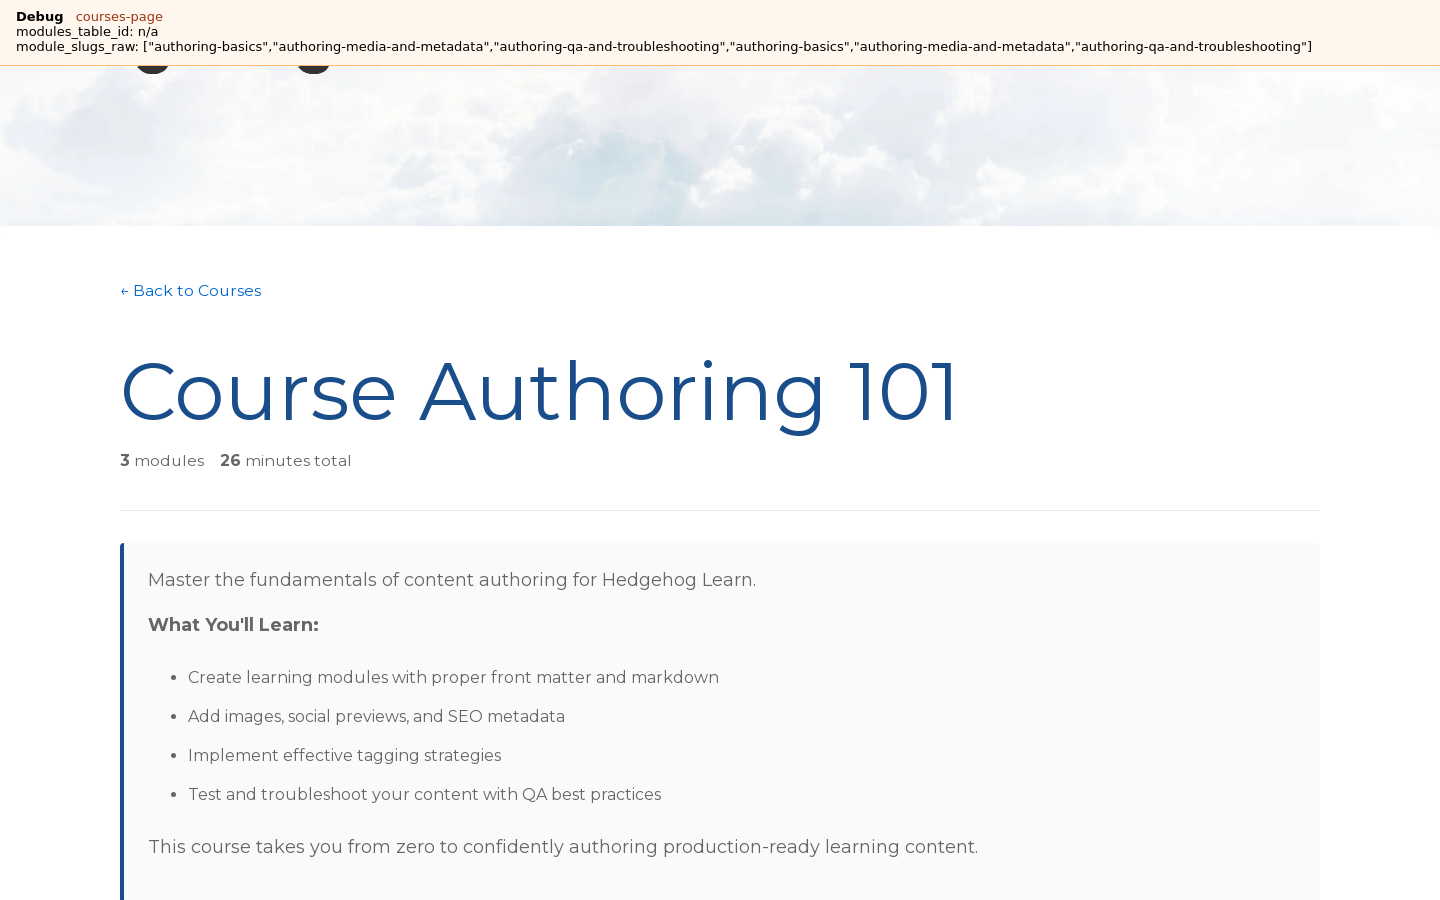 Debug courses-page
modules_table_id: n/a
module_slugs_raw: ["authoring-basics","authoring-media-and-metadata","authoring-qa-and-troubleshooting","authoring-basics","authoring-media-and-metadata","authoring-qa-and-troubleshooting"]
← Back to Courses
Course Authoring 101
3 modules 26 minutes total
Master the fundamentals of content authoring for Hedgehog Learn.
What You'll Learn:
• Create learning modules with proper front matter and markdown
• Add images, social previews, and SEO metadata
• Implement effective tagging strategies
• Test and troubleshoot your content with QA best practices
This course takes you from zero to confidently authoring production-ready learning content.